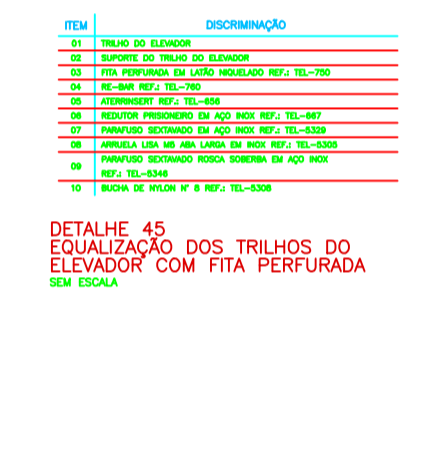 ITEM DISCRIMINAÇÃO
01 TRILHO DO ELEVADOR
02 SUPORTE DO TRILHO DO ELEVADOR
03 FITA PERFURADA EM LATÃO NIQUELADO REF.: TEL-750
04 RE-BAR REF.: TEL-760
05 ATERRINSERT REF.: TEL-656
06 REDUTOR PRISIONEIRO EM AÇO INOX REF.: TEL-667
07 PARAFUSO SEXTAVADO EM AÇO INOX REF.: TEL-5329
08 ARRUELA LISA M5 ABA LARGA EM INOX REF.: TEL-5305
09 PARAFUSO SEXTAVADO ROSCA SOBERBA EM AÇO INOX
REF.: TEL-5346
10 BUCHA DE NYLON N° 8 REF.: TEL-5306
DETALHE 45
EQUALIZAÇÃO DOS TRILHOS DO
ELEVADOR COM FITA PERFURADA
SEM ESCALA